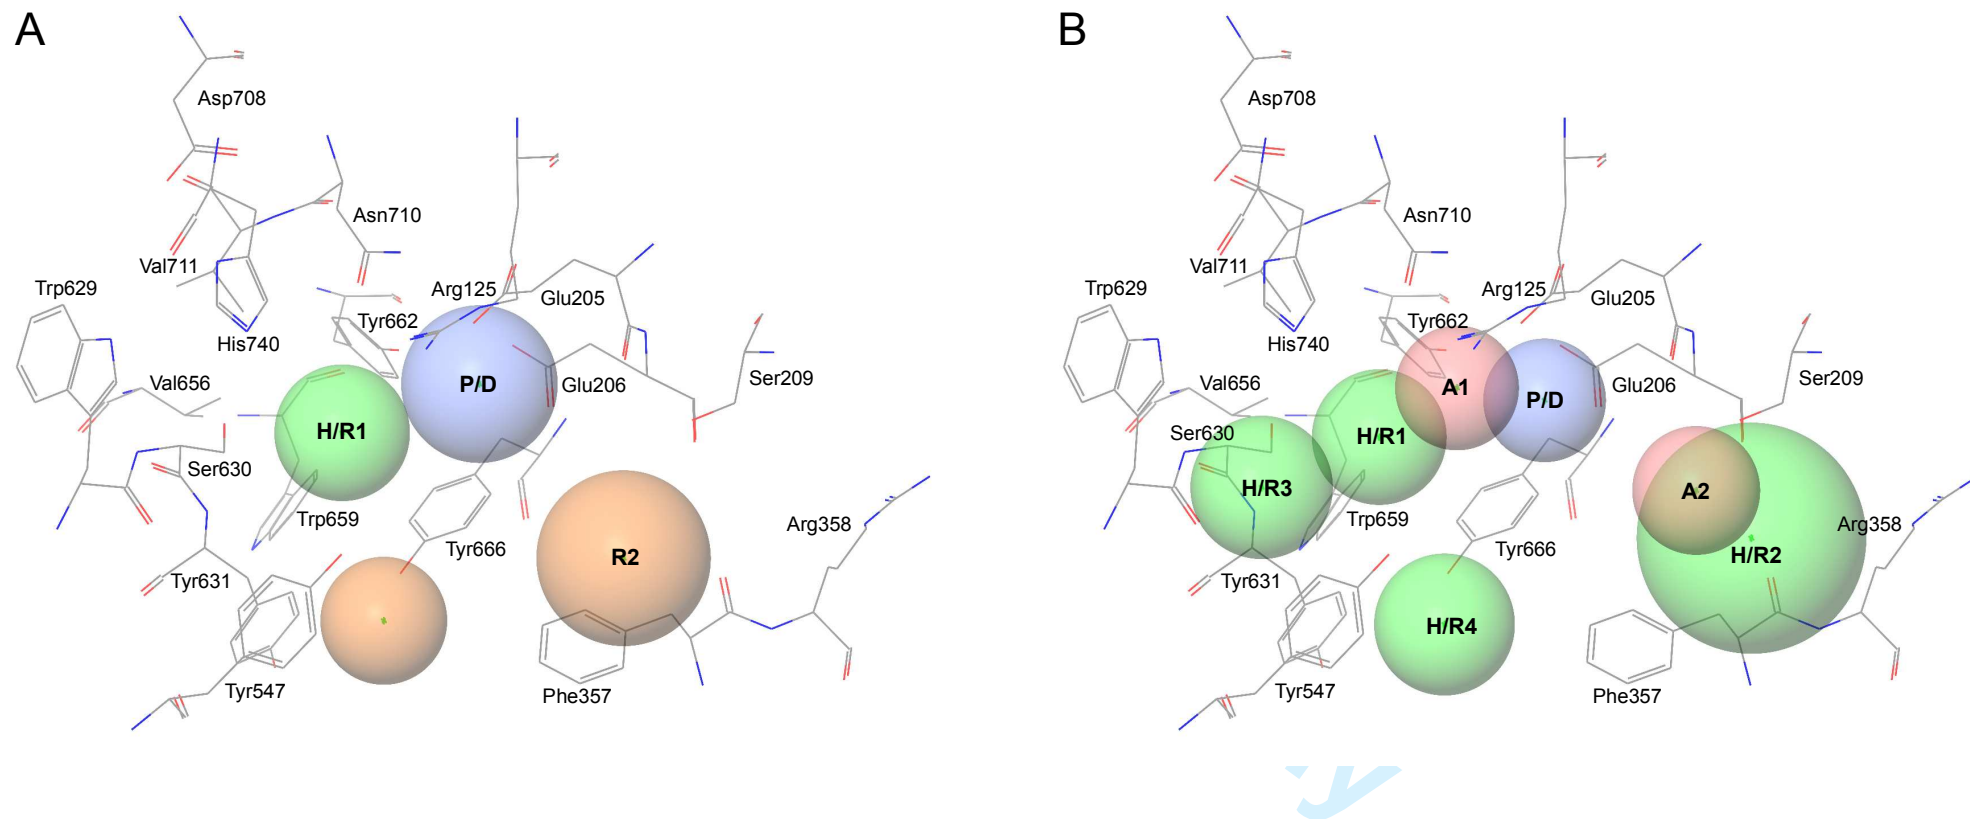 A
Asp708
Asn710
Val711
Trp629
Arg125
Glu205
His740
Tyr662
Val656
P/D
Glu206
Ser209
H/R1
Ser630
Trp659
Tyr666
Arg358
R2
Tyr631
Tyr547
Phe357
B
Asp708
Asn710
Val711
Trp629
Arg125
Glu205
His740
Tyr662
Val656
A1
P/D
Glu206
Ser209
Ser630
H/R1
H/R3
A2
Trp659
Tyr666
Arg358
H/R2
Tyr631
H/R4
Tyr547
Phe357
y